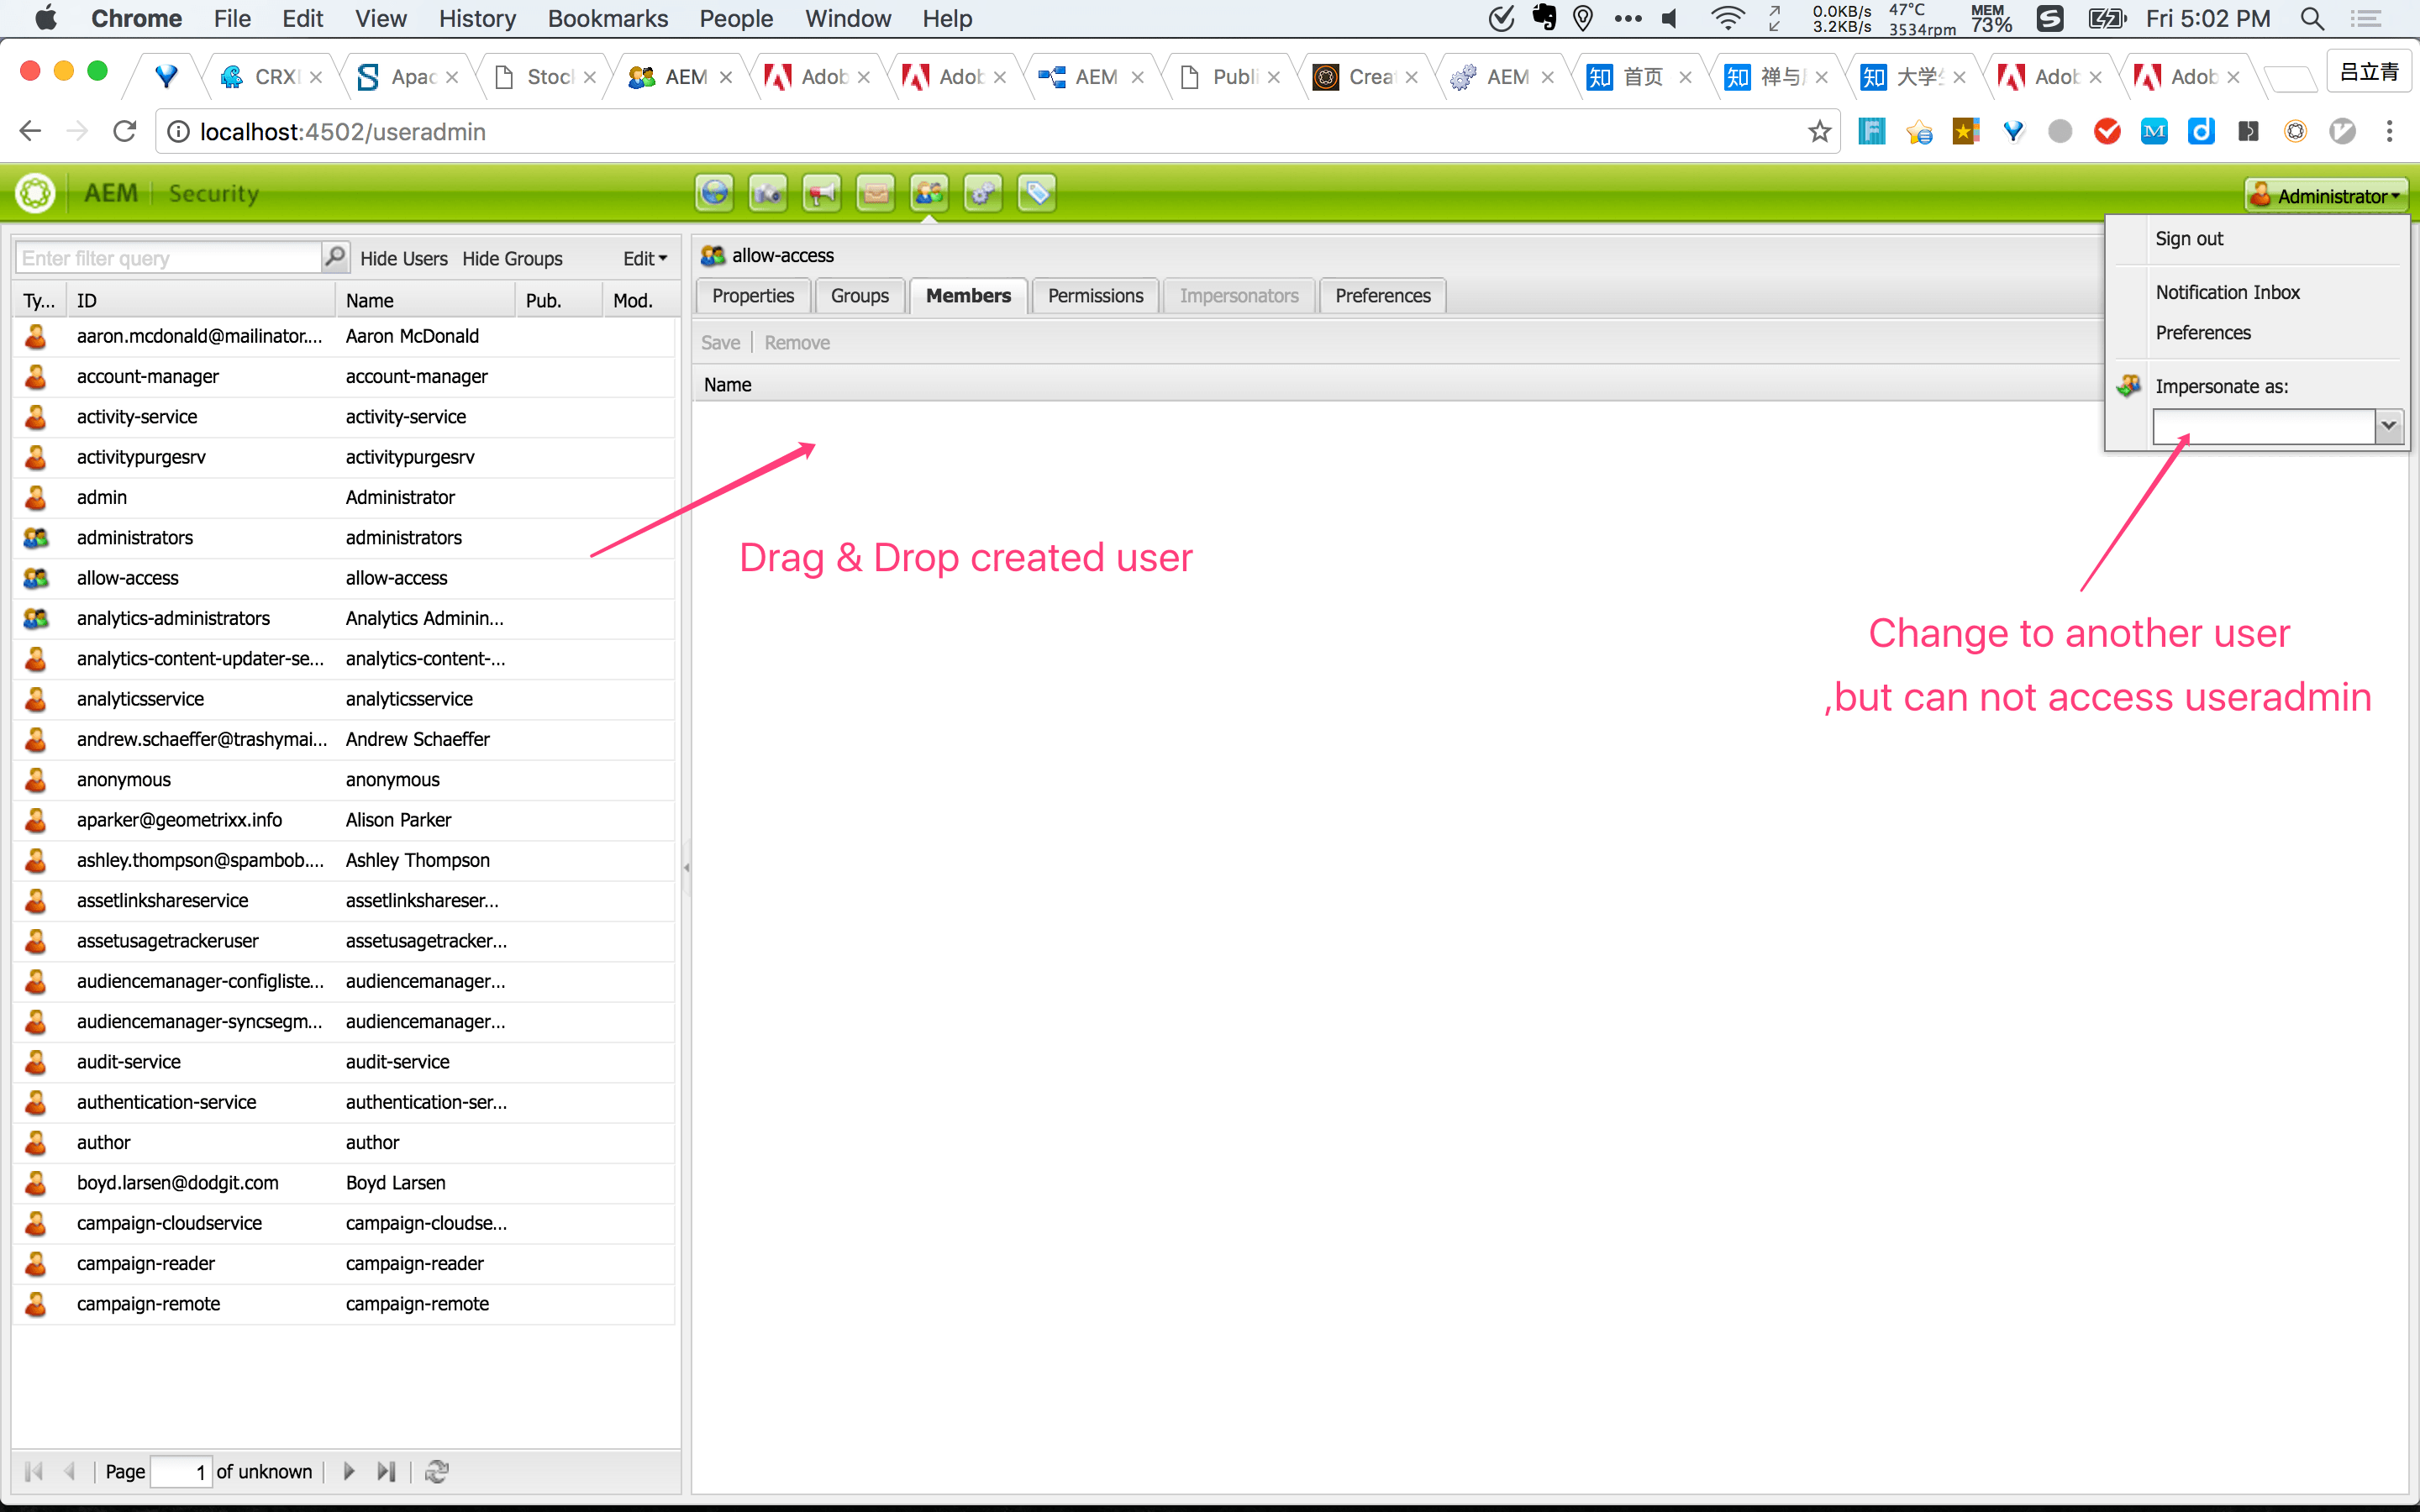 Chrome File Edit View History Bookmarks People Window Help
0.0KB/s 3.2KB/s 47°C 3534rpm MEM 73% Fri 5:02 PM
CRXI Apac Stoc AEM Adob Adob AEM Publi Crea AEM 首页 禅与 大学 Adob Adob 吕立青
localhost:4502/useradmin
AEM Security
Administrator
Sign out
Notification Inbox
Preferences
Impersonate as:
Enter filter query Hide Users Hide Groups Edit
Ty... ID Name Pub. Mod.
aaron.mcdonald@mailinator.... Aaron McDonald
account-manager account-manager
activity-service activity-service
activitypurgesrv activitypurgesrv
admin Administrator
administrators administrators
allow-access allow-access
analytics-administrators Analytics Adminin...
analytics-content-updater-se... analytics-content-...
analyticsservice analyticsservice
andrew.schaeffer@trashymai... Andrew Schaeffer
anonymous anonymous
aparker@geometrixx.info Alison Parker
ashley.thompson@spambob.... Ashley Thompson
assetlinkshareservice assetlinkshareser...
assetusagetrackeruser assetusagetracker...
audiencemanager-configliste... audiencemanager...
audiencemanager-syncsegm... audiencemanager...
audit-service audit-service
authentication-service authentication-ser...
author author
boyd.larsen@dodgit.com Boyd Larsen
campaign-cloudservice campaign-cloudse...
campaign-reader campaign-reader
campaign-remote campaign-remote
Page 1 of unknown
allow-access
Properties Groups Members Permissions Impersonators Preferences
Save Remove
Name
Drag & Drop created user
Change to another user
,but can not access useradmin